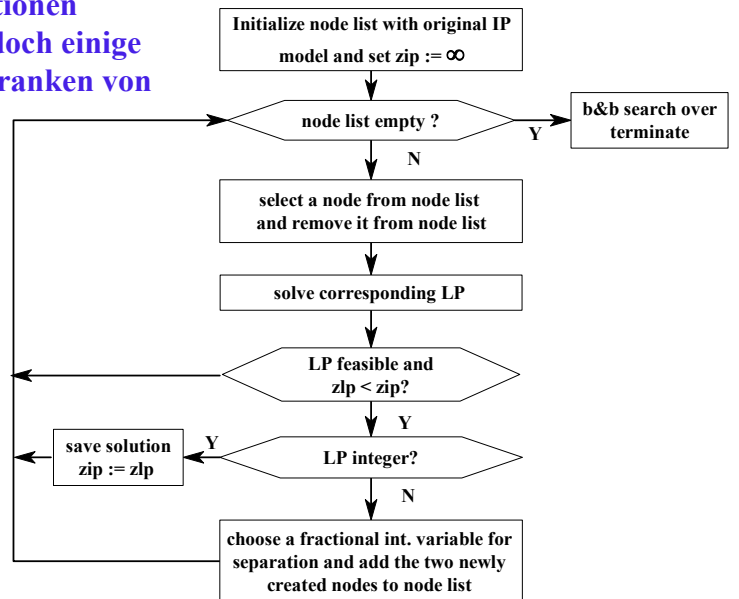 tionen
loch einige
ranken von
Initialize node list with original IP
model and set zip := ∞
node list empty ?
Y
b&b search over
terminate
N
select a node from node list
and remove it from node list
solve corresponding LP
LP feasible and
zlp < zip?
Y
LP integer?
Y
save solution
zip := zlp
N
choose a fractional int. variable for
separation and add the two newly
created nodes to node list